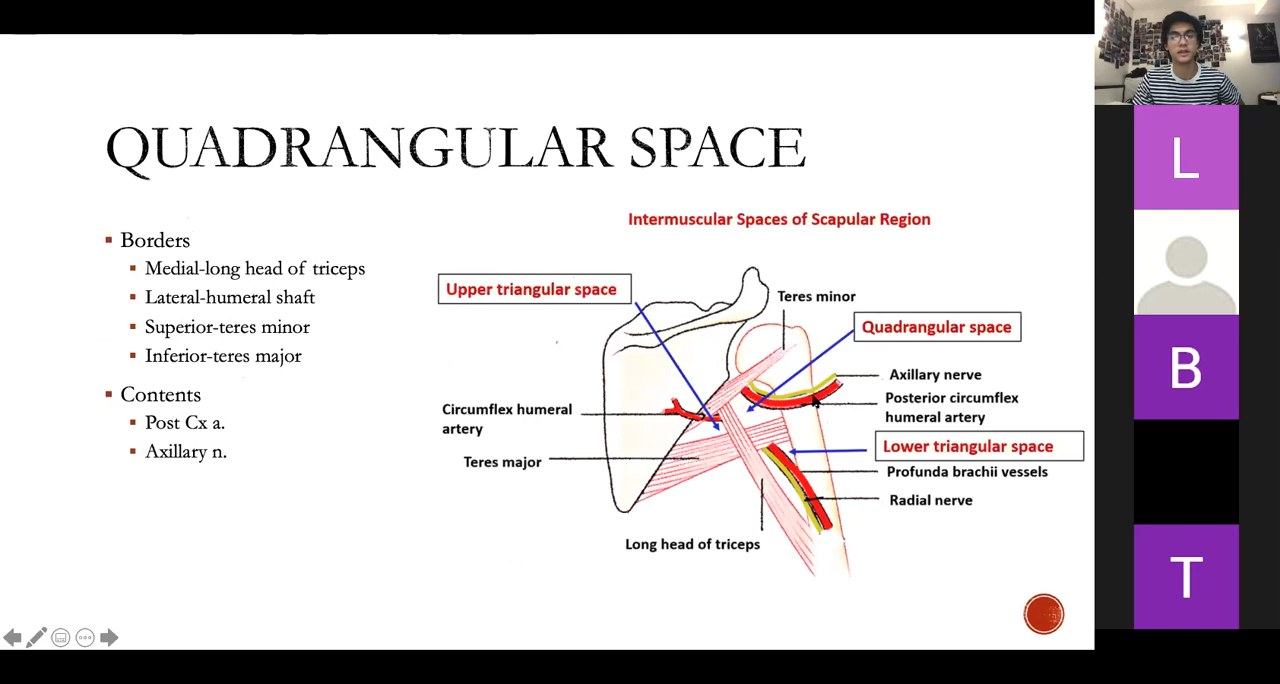 QUADRANGULAR SPACE
Borders
Medial-long head of triceps
Lateral-humeral shaft
Superior-teres minor
Inferior-teres major
Contents
Post Cx a.
Axillary n.
Intermuscular Spaces of Scapular Region
Upper triangular space
Teres minor
Quadrangular space
Axillary nerve
Posterior circumflex
humeral artery
Circumflex humeral
artery
Lower triangular space
Teres major
Profunda brachii vessels
Radial nerve
Long head of triceps
L
B
T